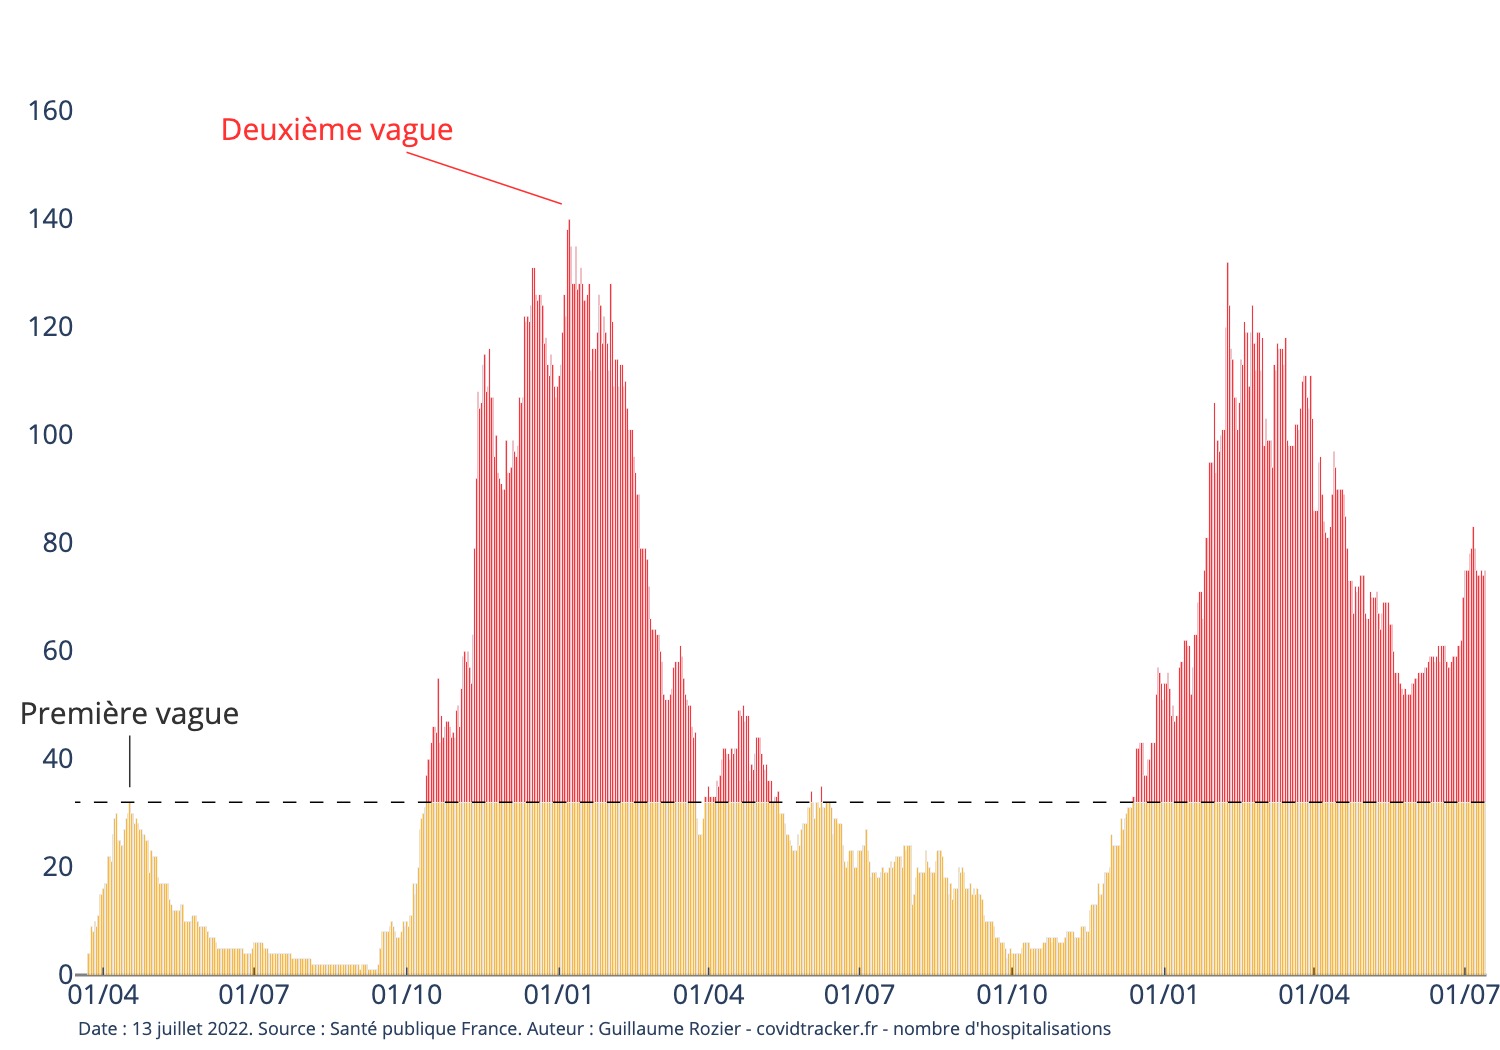 160
Deuxième vague
140
120
100
80
60
Première vague
40
20
0
01/04 01/07 01/10 01/01 01/04 01/07 01/10 01/01 01/04 01/07
Date : 13 juillet 2022. Source : Santé publique France. Auteur : Guillaume Rozier - covidtracker.fr - nombre d'hospitalisations